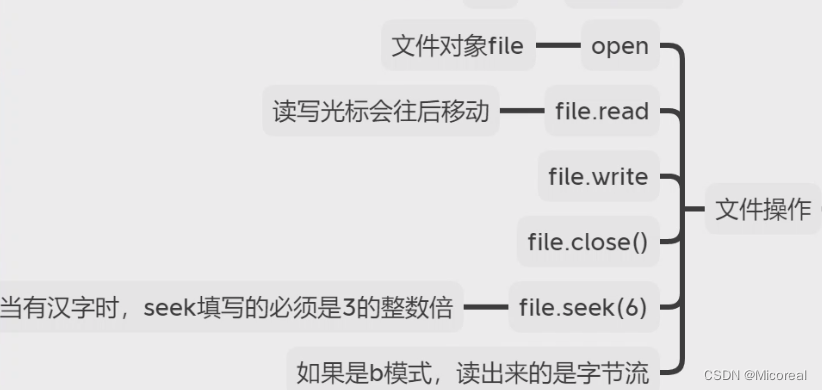 文件对象file
open
读写光标会往后移动
file.read
file.write
文件操作
file.close()
当有汉字时，seek填写的必须是3的整数倍
file.seek(6)
如果是b模式，读出来的是字节流
CSDN @Micoreal